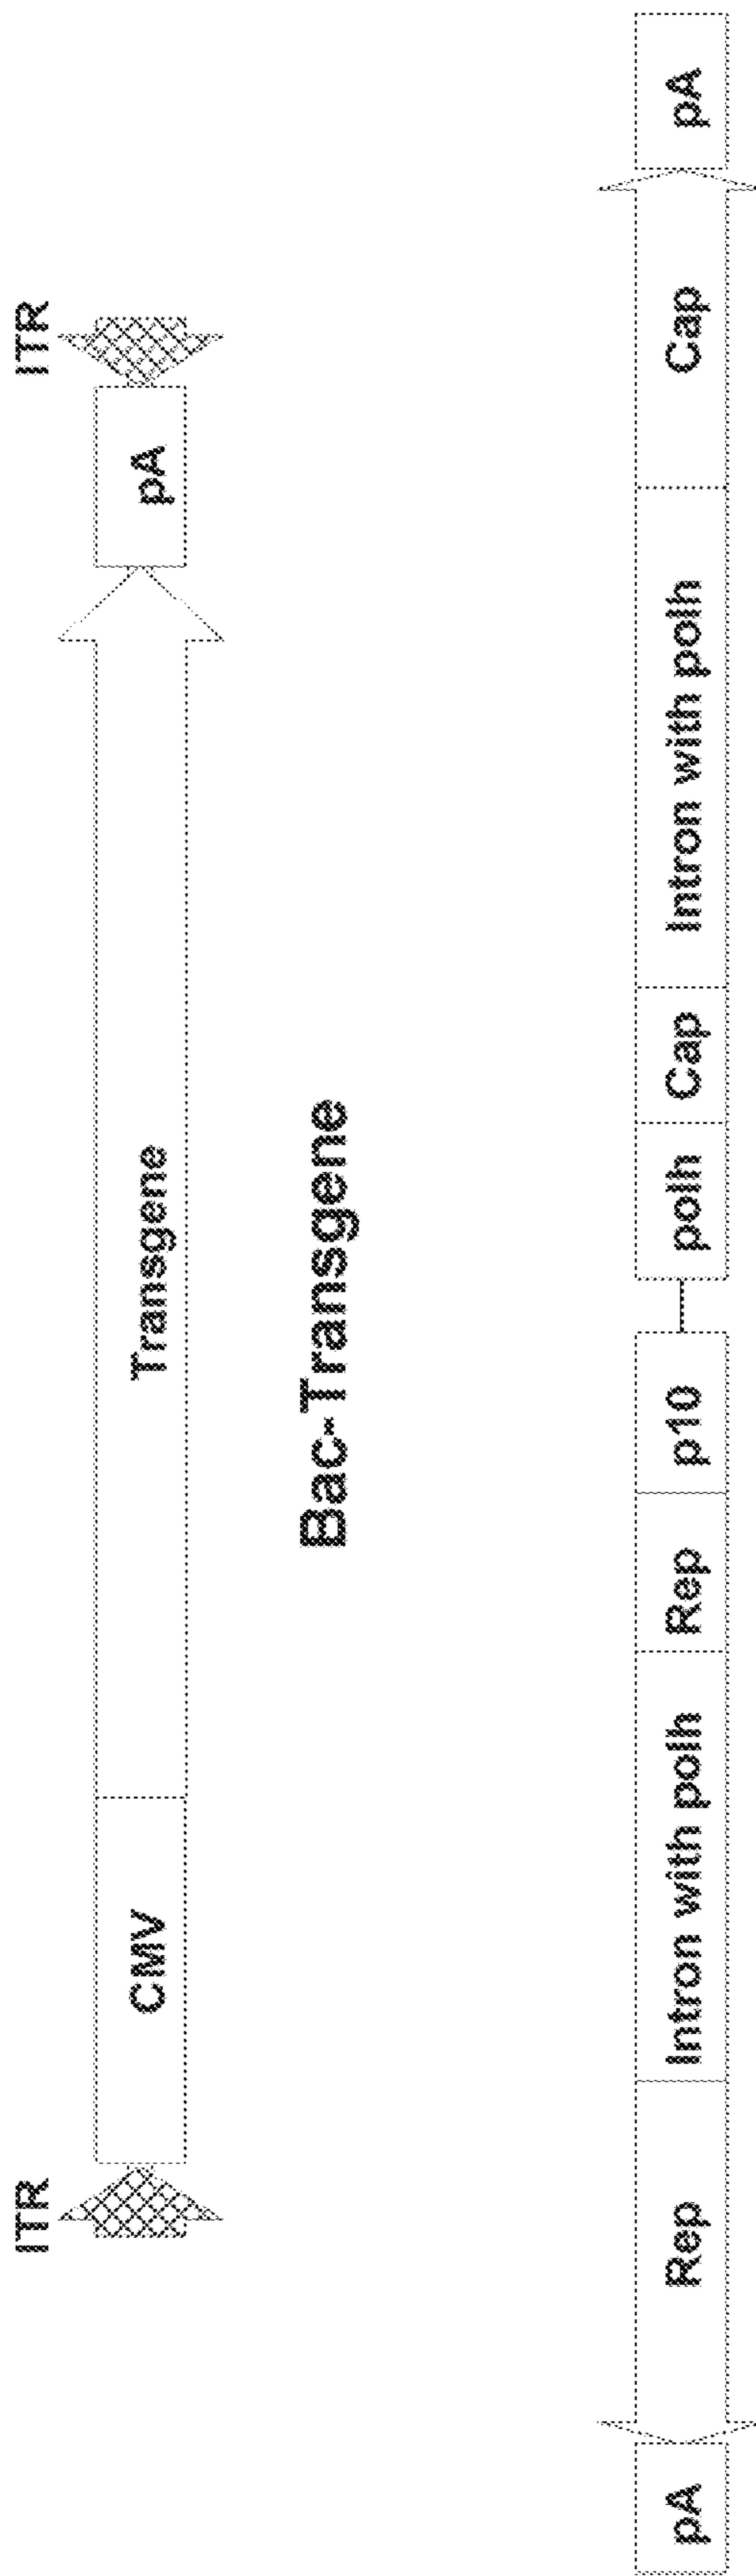 ITR ITR
CMV Transgene pA
Bac-Transgene
pA Rep Intron with polh Rep p10 polh Cap Intron with polh Cap pA